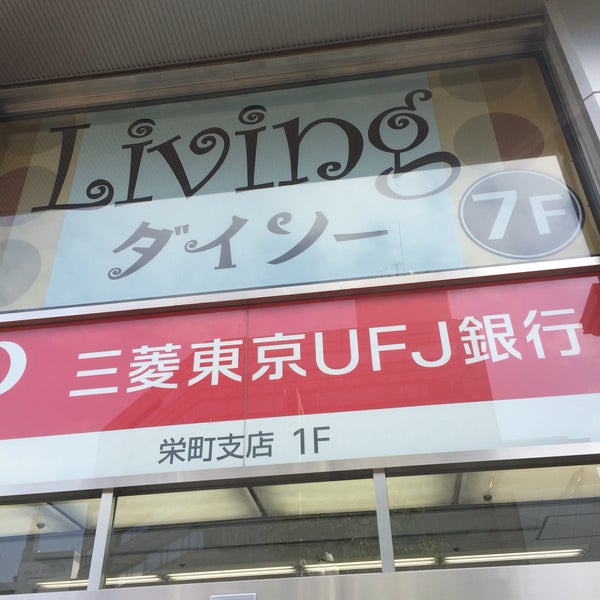 Living
ダイソー
7F
三菱東京UFJ銀行
栄町支店 1F